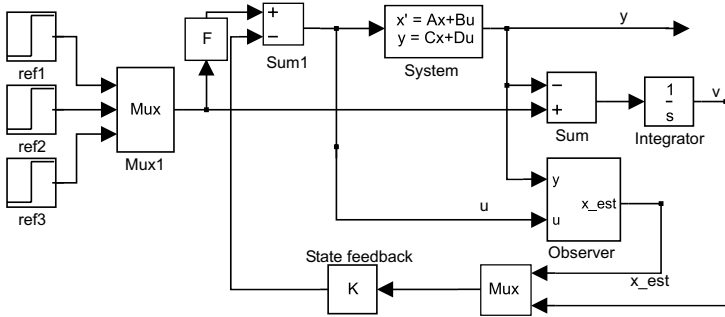 ref1
ref2
ref3
Mux
Mux1
F
+
−
Sum1
x' = Ax+Bu
y = Cx+Du
System
y
−
+
Sum
1
s
Integrator
v
y
u
x_est
Observer
u
x_est
State feedback
K
Mux